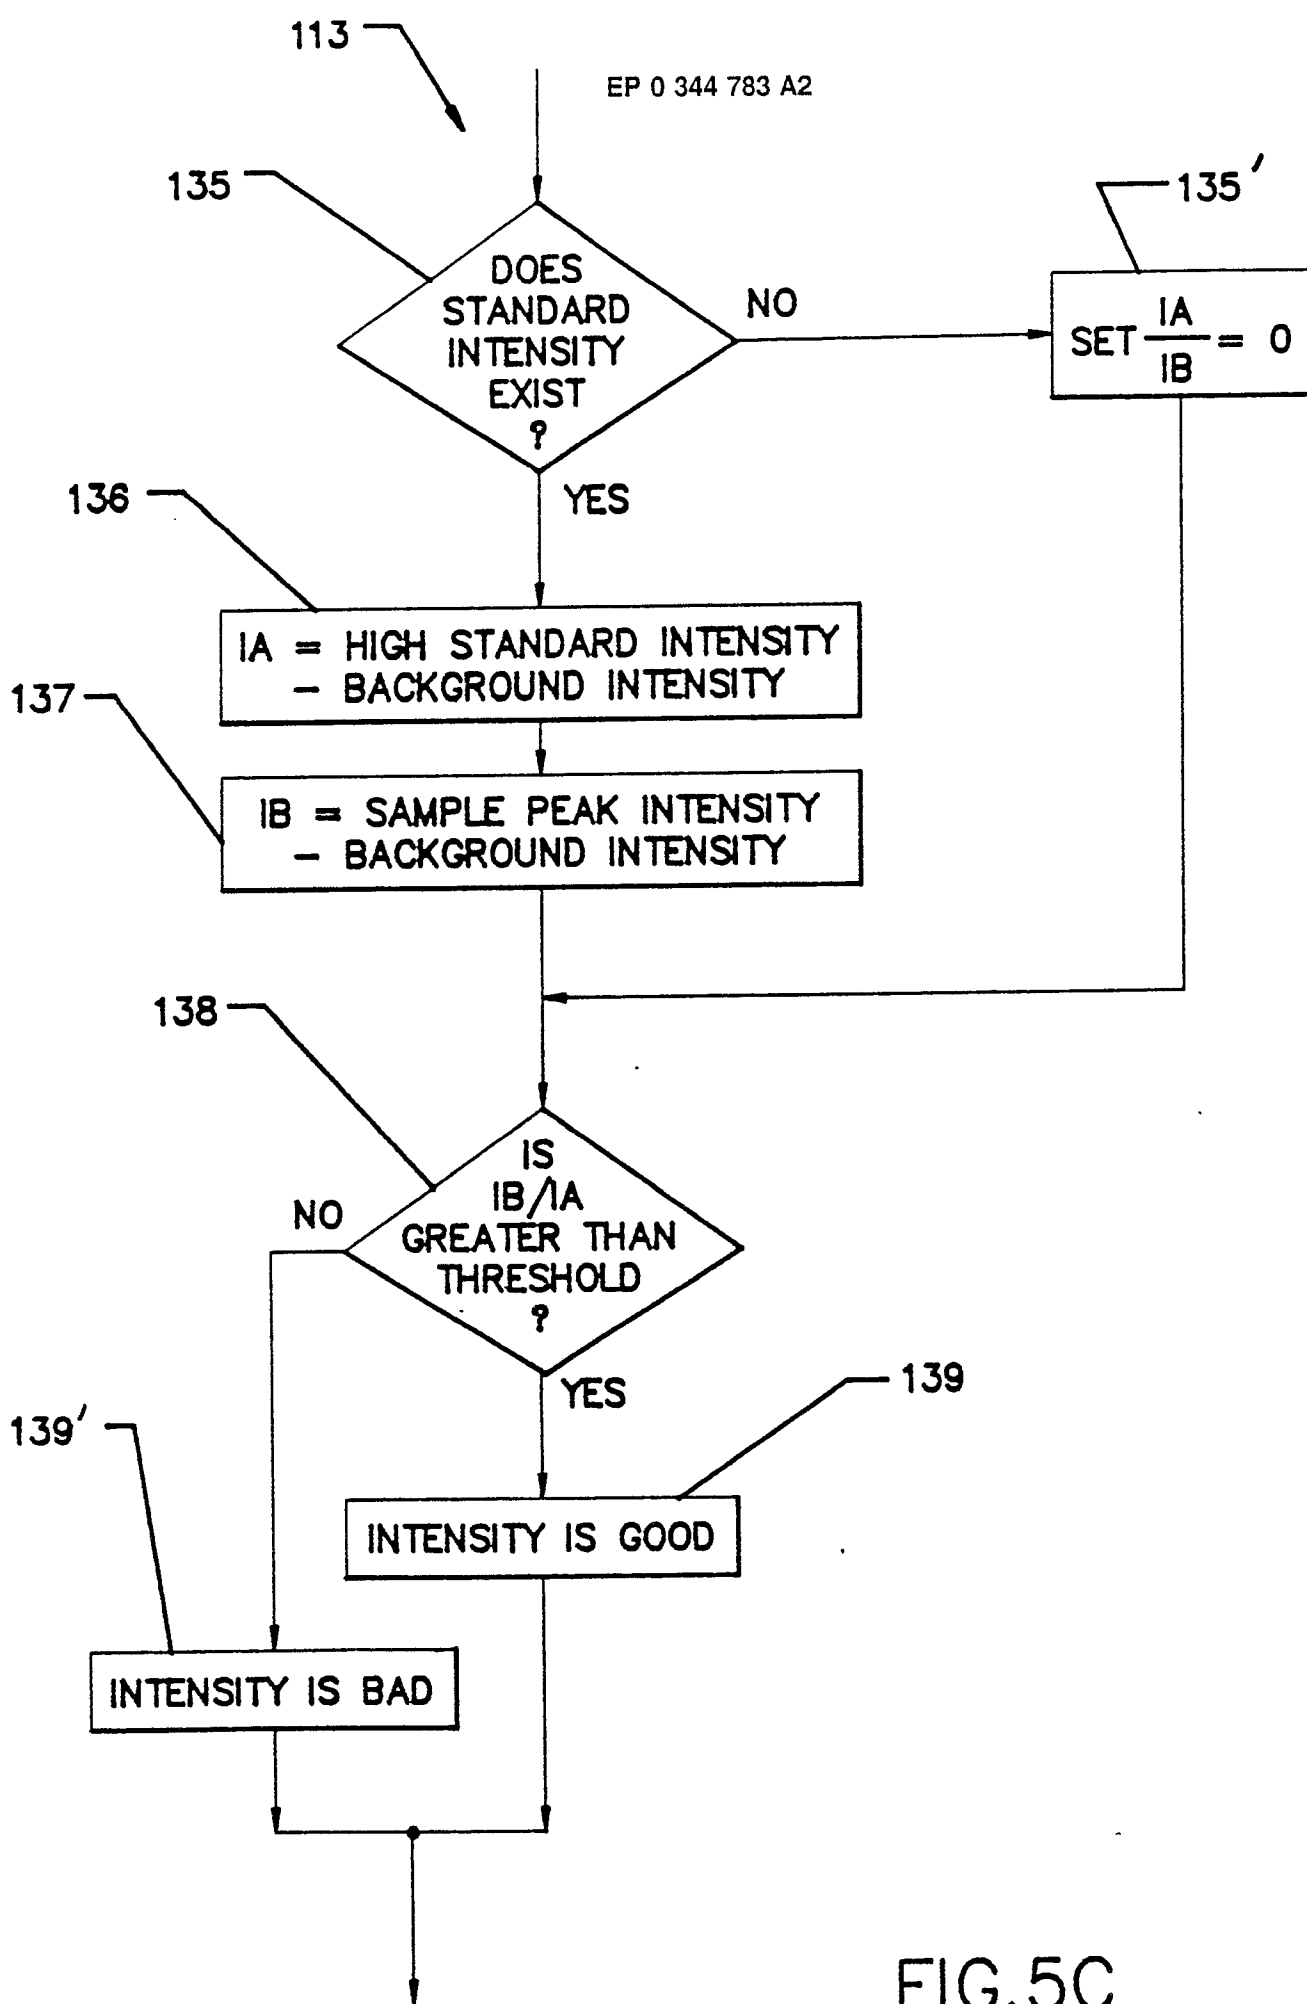 113
EP 0 344 783 A2
135
135'
DOES
STANDARD
INTENSITY
EXIST
?
NO
SET IA/IB = 0
YES
136
IA = HIGH STANDARD INTENSITY
- BACKGROUND INTENSITY
137
IB = SAMPLE PEAK INTENSITY
- BACKGROUND INTENSITY
138
IS
IB/IA
GREATER THAN
THRESHOLD
?
NO
YES
139
139'
INTENSITY IS GOOD
INTENSITY IS BAD
FIG.5C